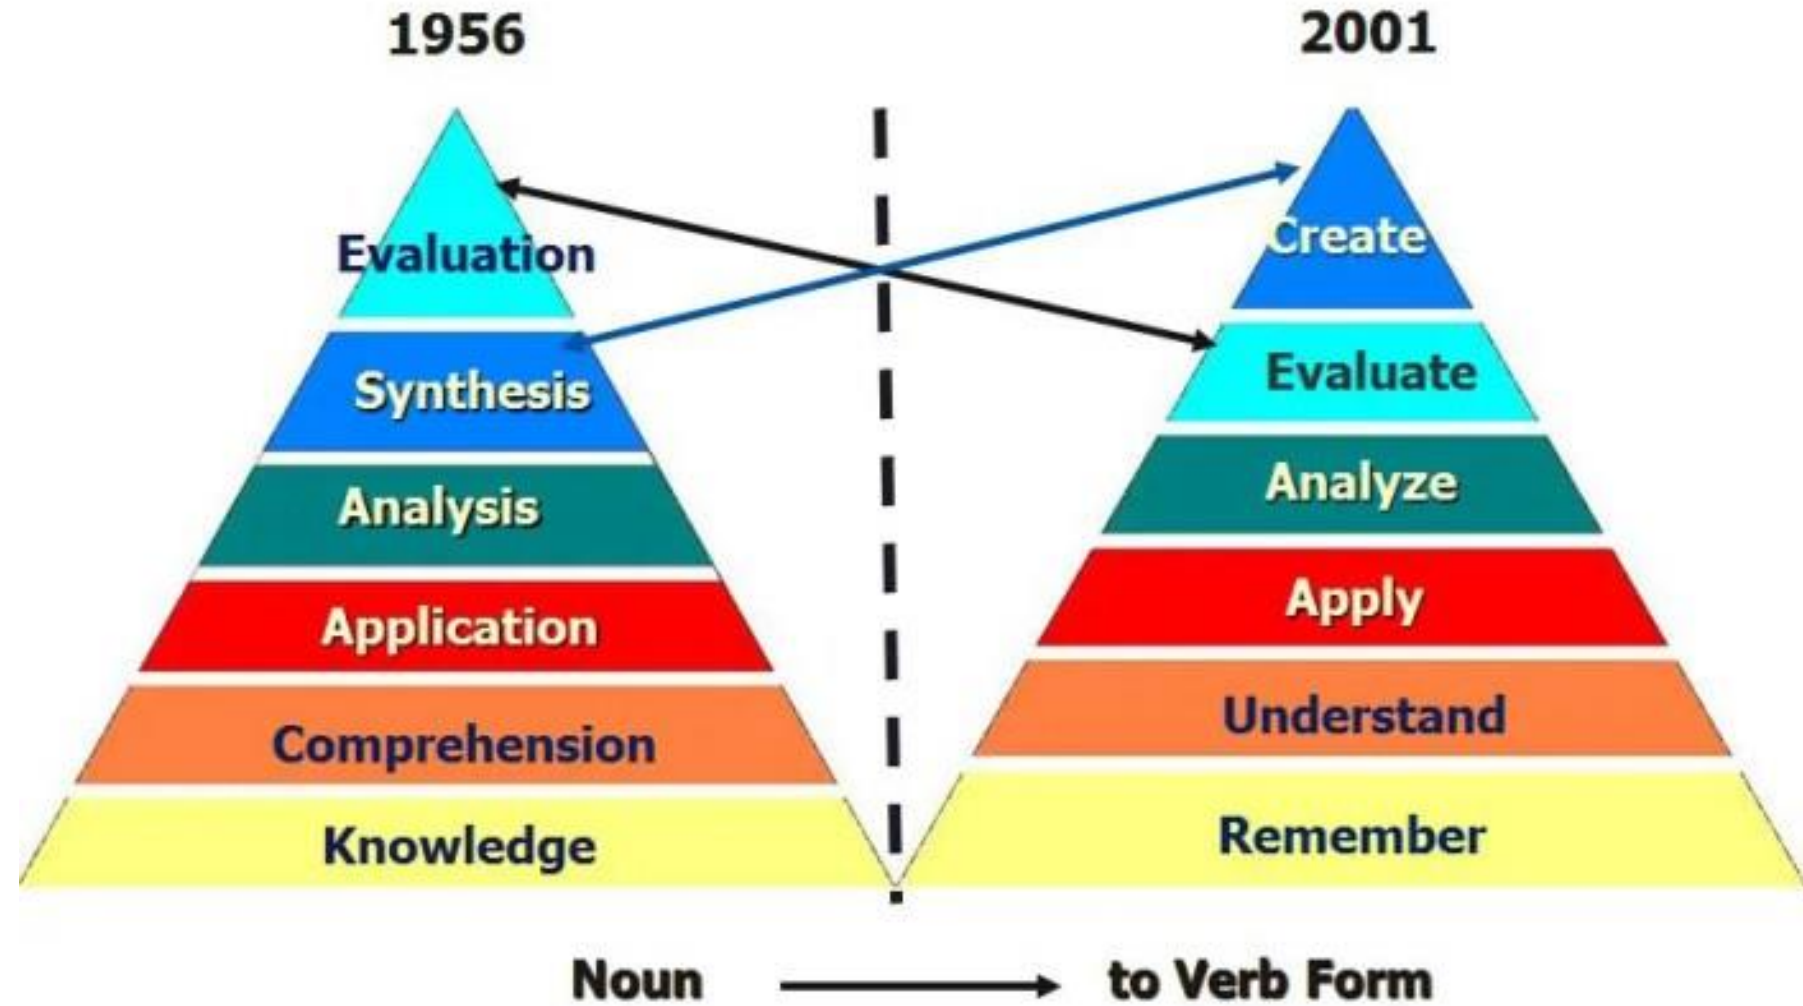 1956
Evaluation
Synthesis
Analysis
Application
Comprehension
Knowledge
2001
Create
Evaluate
Analyze
Apply
Understand
Remember
Noun to Verb Form